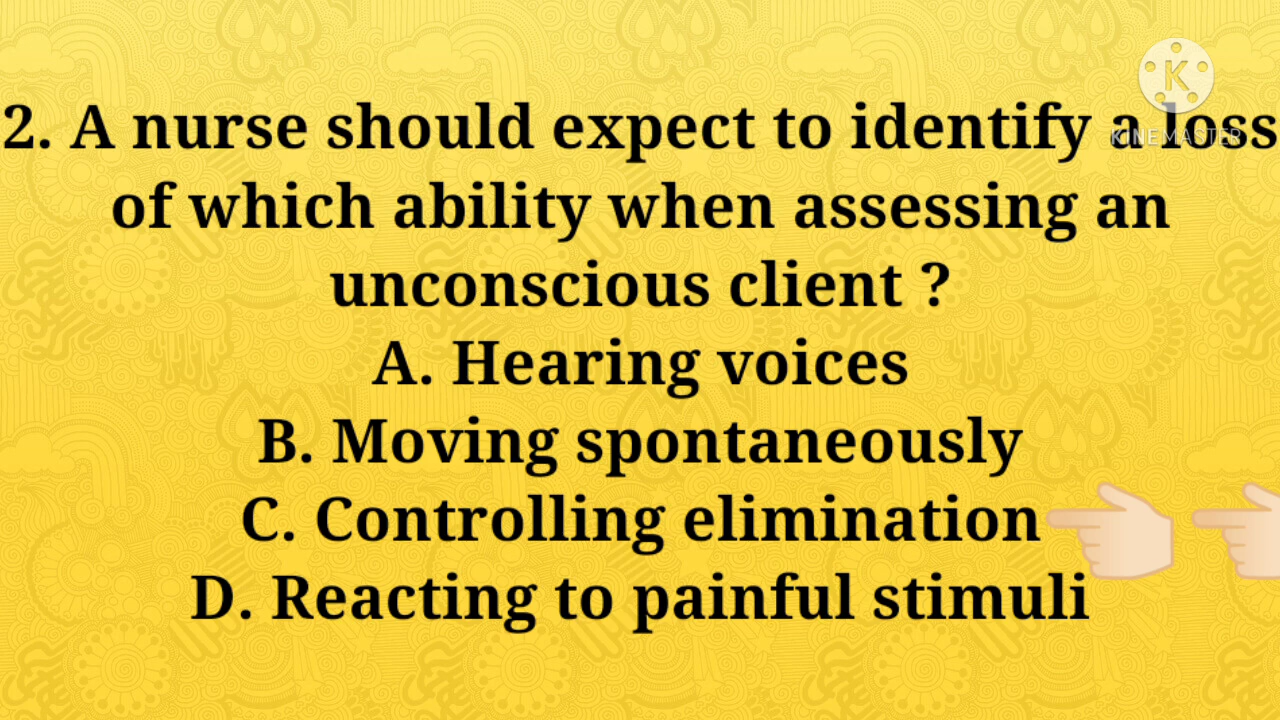 2. A nurse should expect to identify a loss
of which ability when assessing an
unconscious client ?
A. Hearing voices
B. Moving spontaneously
C. Controlling elimination
D. Reacting to painful stimuli
K
KINEMASTER